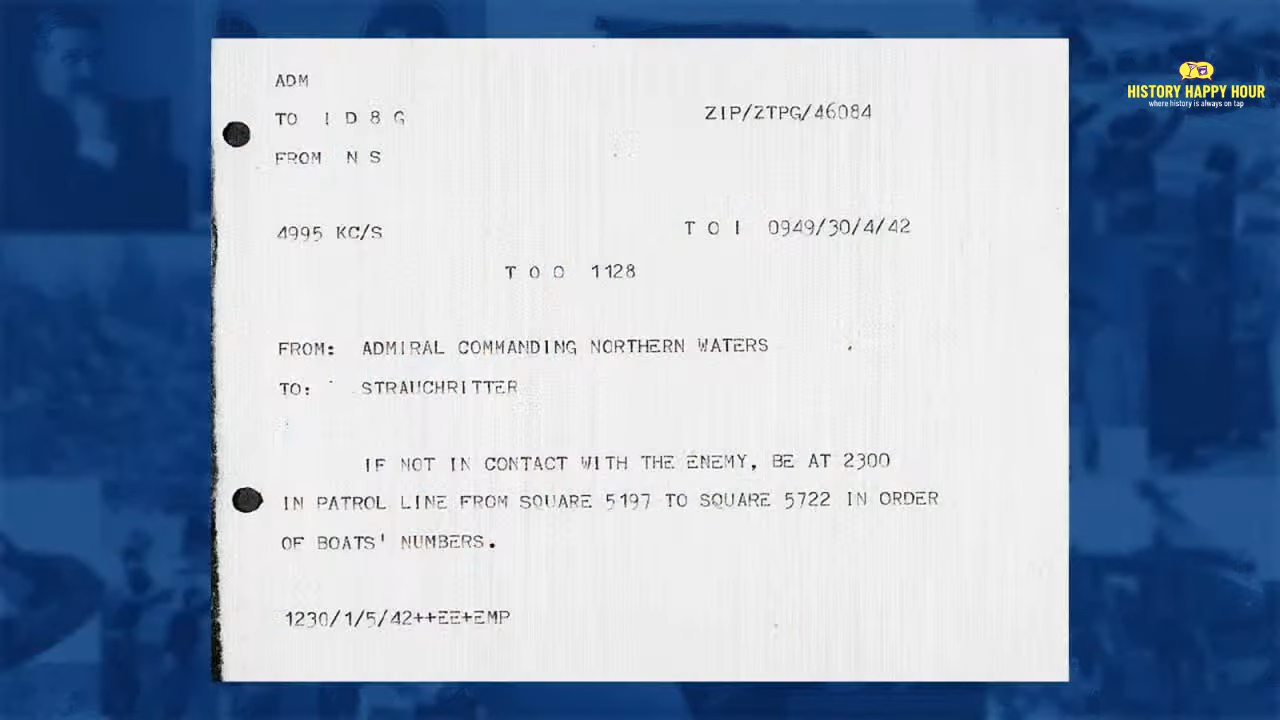 ADM
TO I D 8 G
ZIP/ZTPG/46084
FROM N S
4995 KC/S
T O I 0949/30/4/42
T O O 1128
FROM: ADMIRAL COMMANDING NORTHERN WATERS
TO: STRAUCHRITTER
IF NOT IN CONTACT WITH THE ENEMY, BE AT 2300
IN PATROL LINE FROM SQUARE 5197 TO SQUARE 5722 IN ORDER
OF BOATS' NUMBERS.
1230/1/5/42++EE+EMP
HISTORY HAPPY HOUR
where history is always on tap